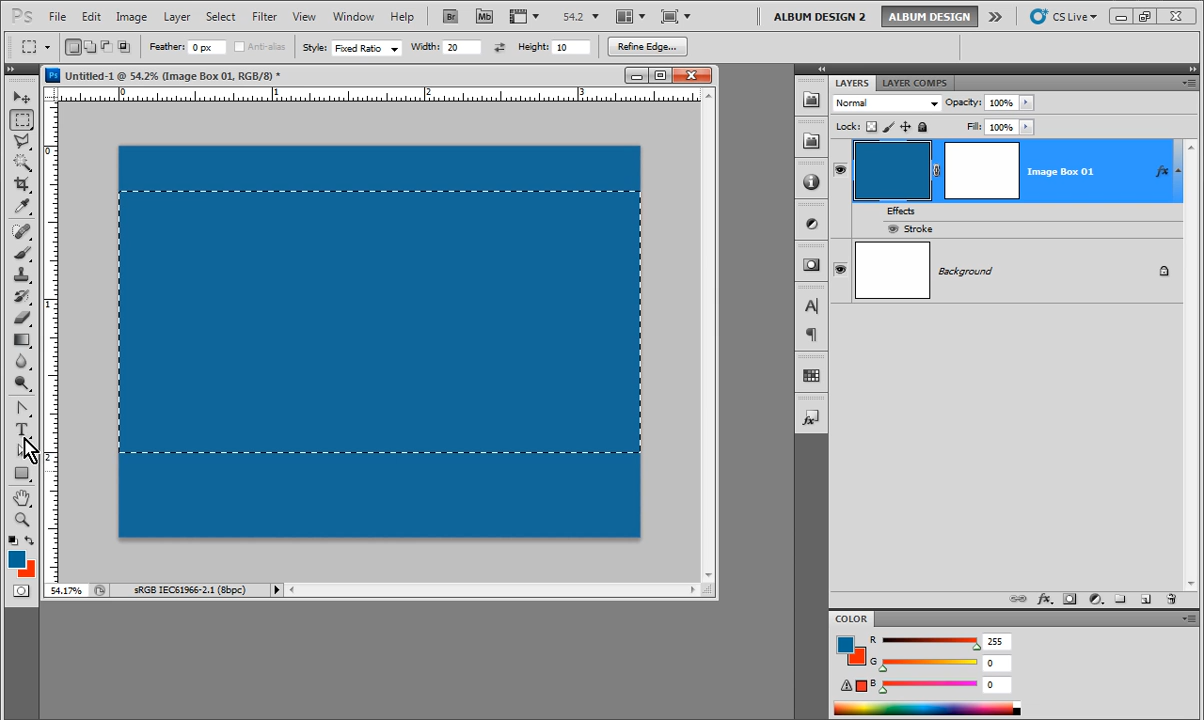 Ps File Edit Image Layer Select Filter View Window Help Br Mb 54.2 ALBUM DESIGN 2 ALBUM DESIGN CS Live
Feather: 0 px Anti-alias Style: Fixed Ratio Width: 20 Height: 10 Refine Edge...
Ps Untitled-1 @ 54.2% (Image Box 01, RGB/8) *
0 1 2 3
0
1
2
54.17% sRGB IEC61966-2.1 (8bpc)
LAYERS LAYER COMPS
Normal Opacity: 100%
Lock: Fill: 100%
Image Box 01 fx
Effects
Stroke
Background
COLOR
R 255
G 0
B 0